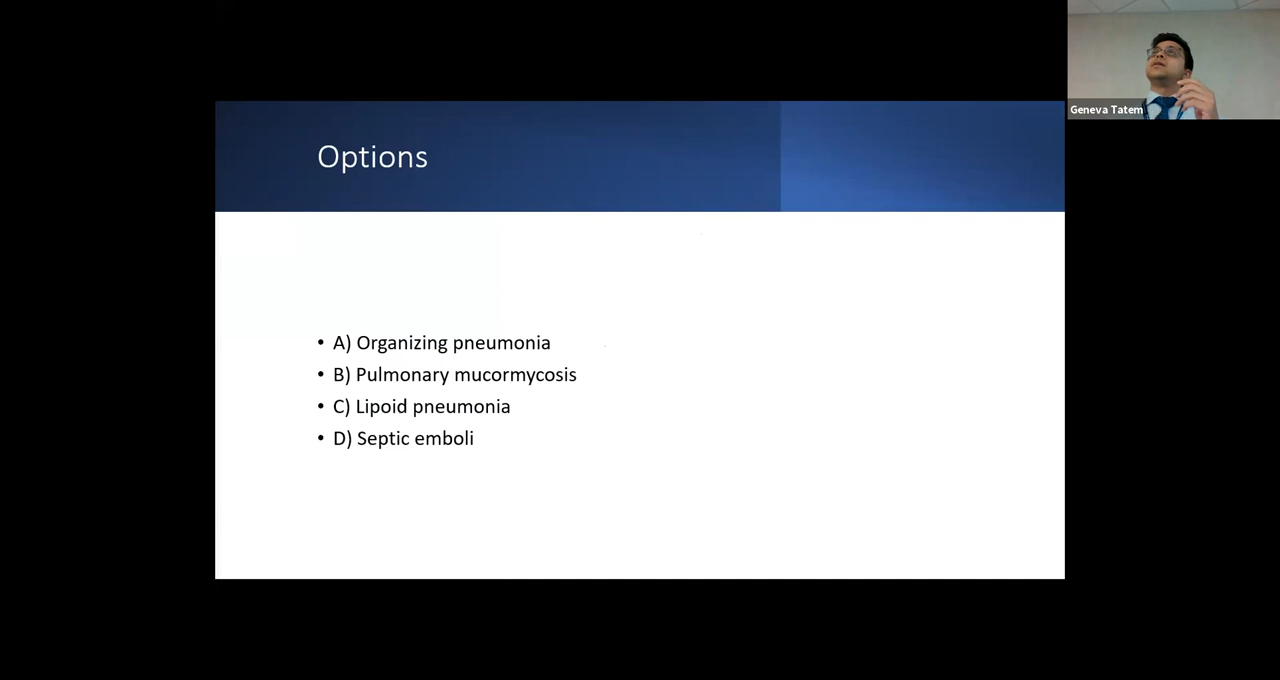 Geneva Tatem
Options
• A) Organizing pneumonia
• B) Pulmonary mucormycosis
• C) Lipoid pneumonia
• D) Septic emboli